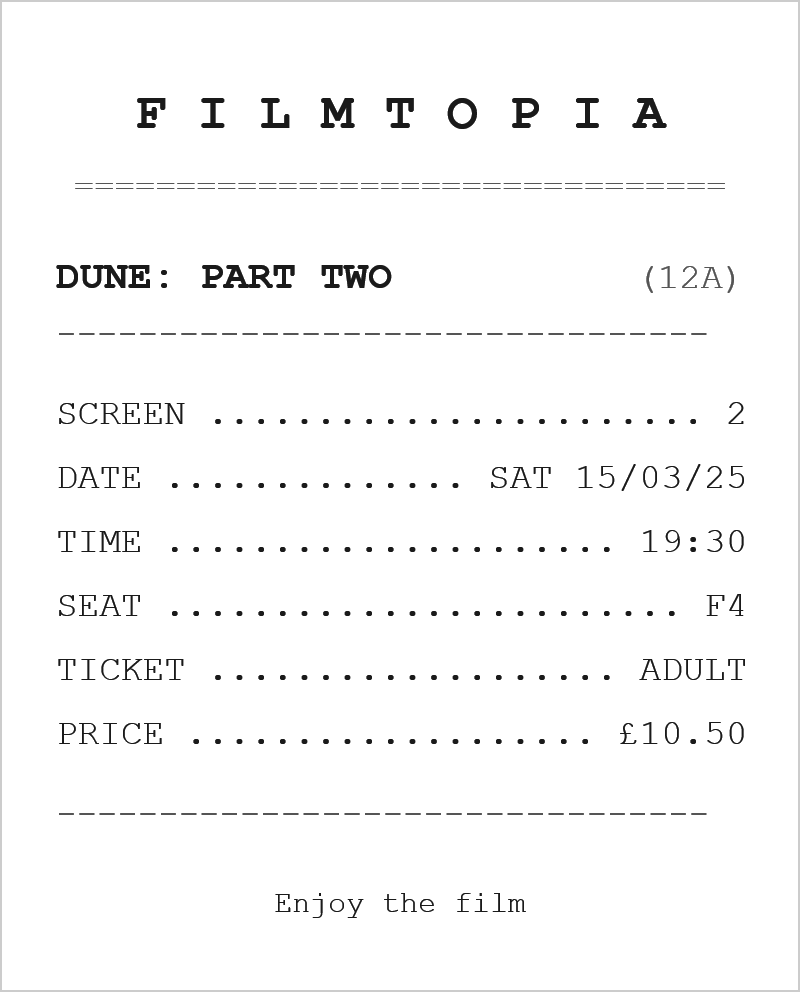 F I L M T O P I A
================================
DUNE: PART TWO (12A)
--------------------------------
SCREEN ....................... 2
DATE .............. SAT 15/03/25
TIME ..................... 19:30
SEAT ........................ F4
TICKET ................... ADULT
PRICE ................... £10.50
--------------------------------
Enjoy the film